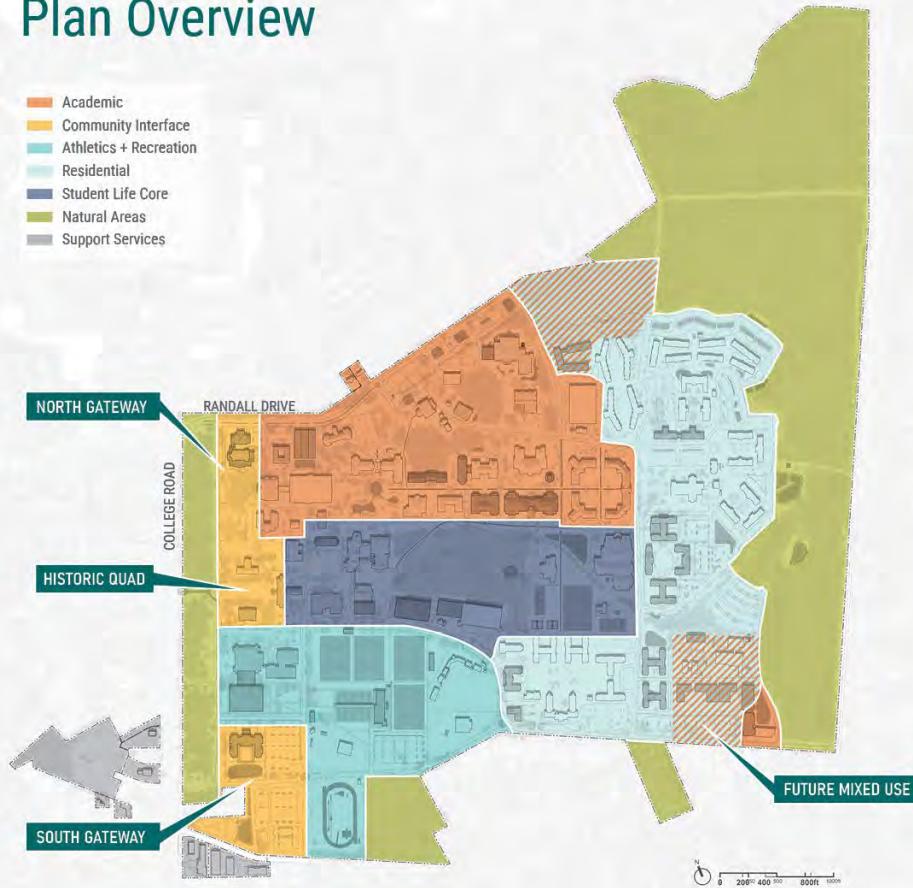 Plan Overview
Academic
Community Interface
Athletics + Recreation
Residential
Student Life Core
Natural Areas
Support Services
NORTH GATEWAY
RANDALL DRIVE
COLLEGE ROAD
HISTORIC QUAD
FUTURE MIXED USE
SOUTH GATEWAY
N
0 200 400 800ft